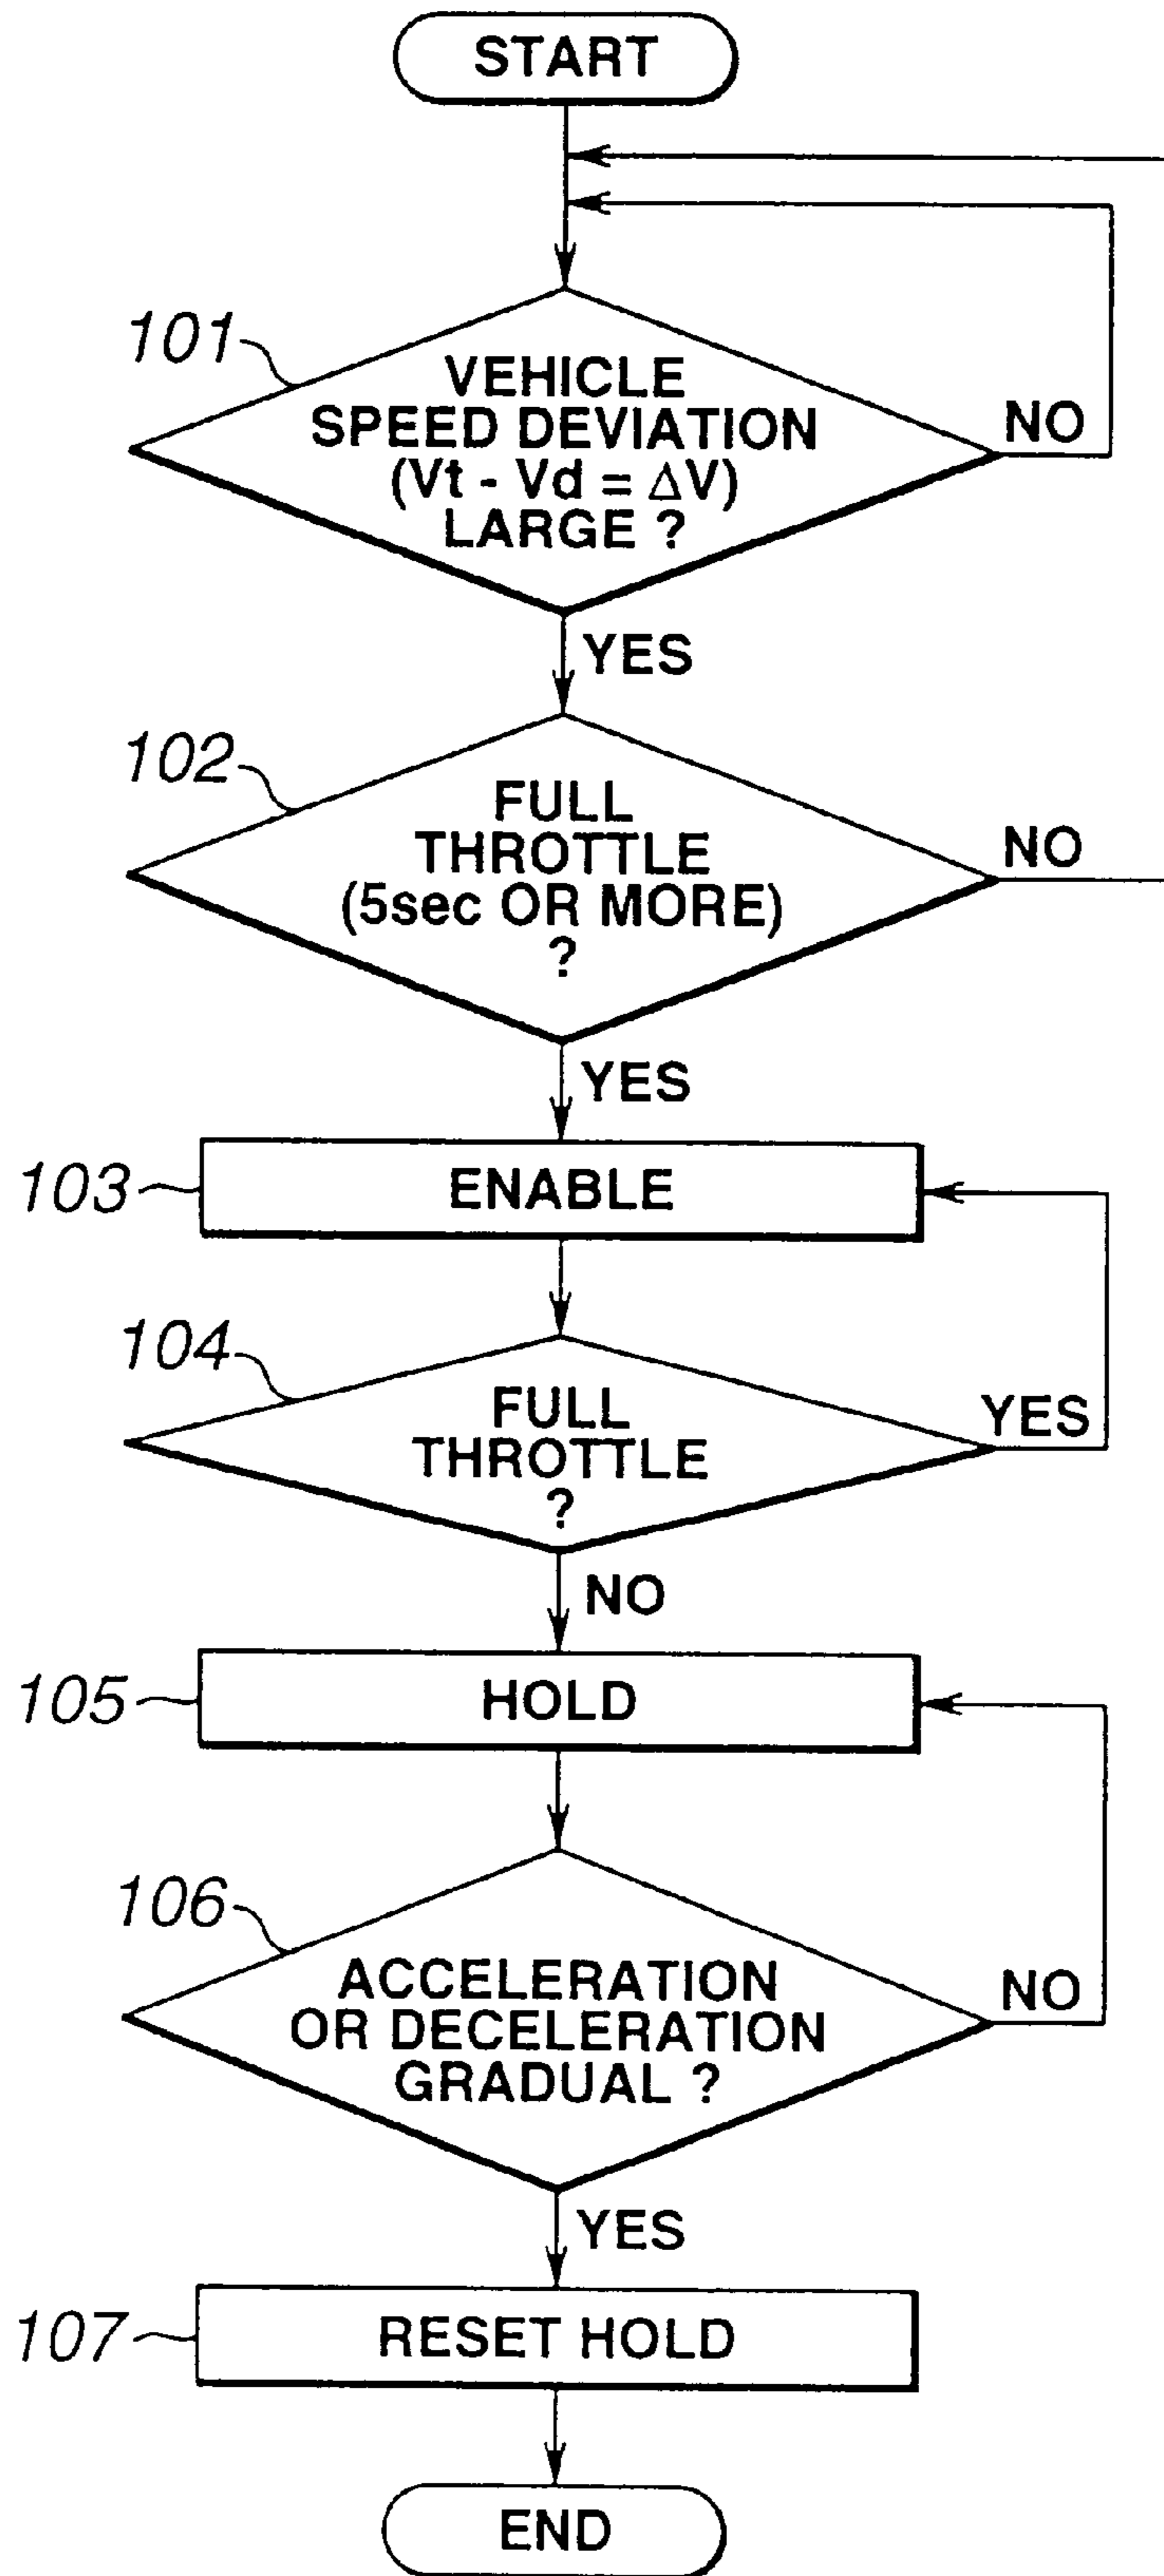 START
101
VEHICLE
SPEED DEVIATION
(Vt - Vd = ΔV)
LARGE ?
NO
YES
102
FULL
THROTTLE
(5sec OR MORE)
?
NO
YES
103
ENABLE
104
FULL
THROTTLE
?
YES
NO
105
HOLD
106
ACCELERATION
OR DECELERATION
GRADUAL ?
NO
YES
107
RESET HOLD
END